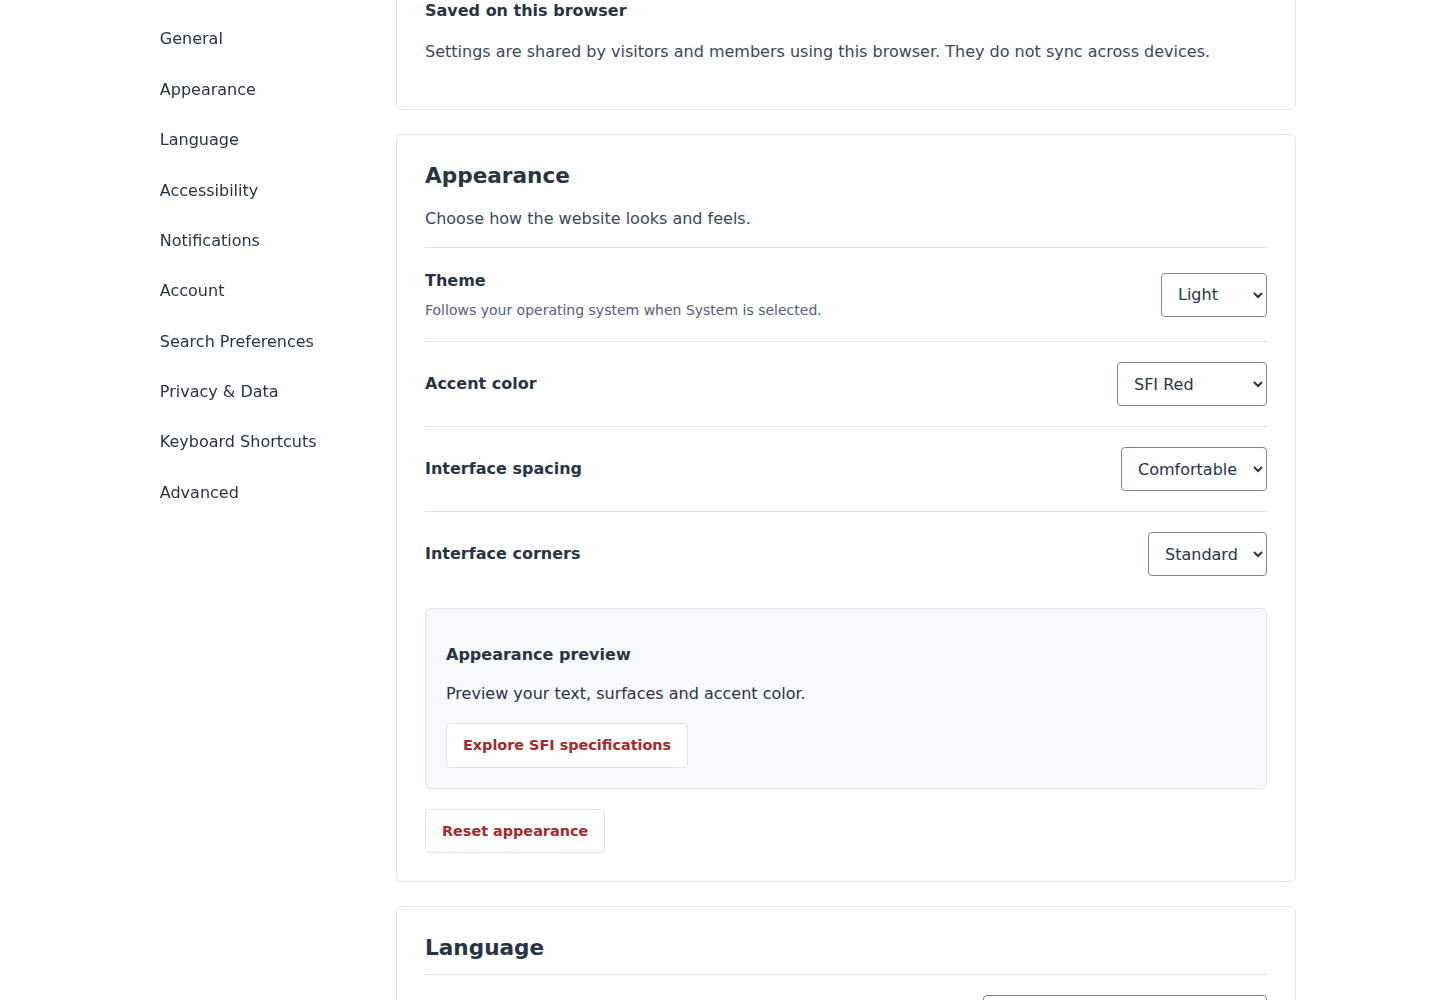 General
Appearance
Language
Accessibility
Notifications
Account
Search Preferences
Privacy & Data
Keyboard Shortcuts
Advanced
Saved on this browser
Settings are shared by visitors and members using this browser. They do not sync across devices.
Appearance
Choose how the website looks and feels.
Theme
Follows your operating system when System is selected.
Light
Accent color
SFI Red
Interface spacing
Comfortable
Interface corners
Standard
Appearance preview
Preview your text, surfaces and accent color.
Explore SFI specifications
Reset appearance
Language